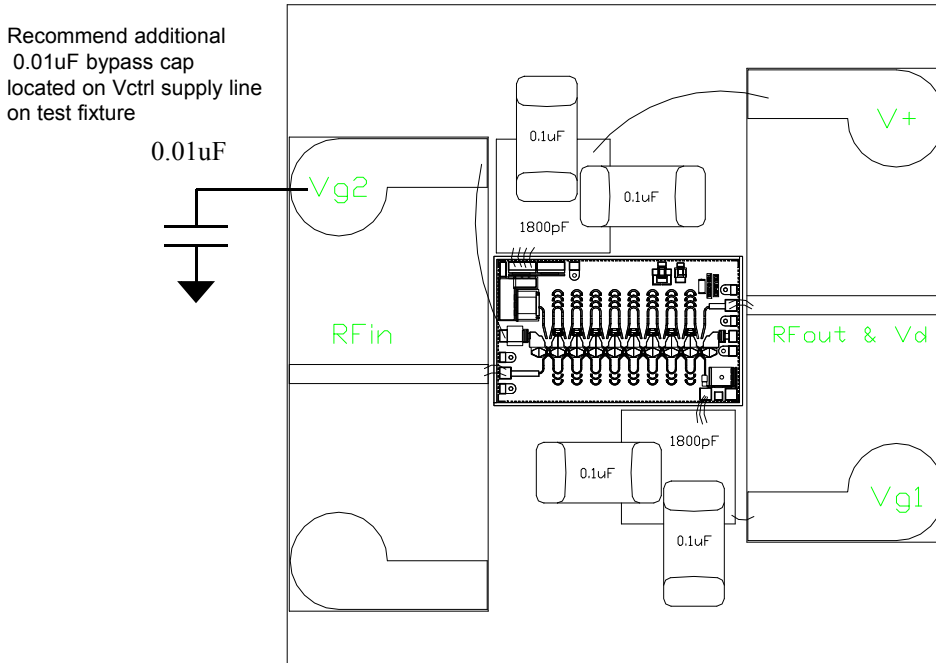 Recommend additional
0.01uF bypass cap
located on Vctrl supply line
on test fixture
0.01uF
Vg2
0.1uF
0.1uF
V+
1800pF
RFin
RFout & Vd
1800pF
0.1uF
Vg1
0.1uF